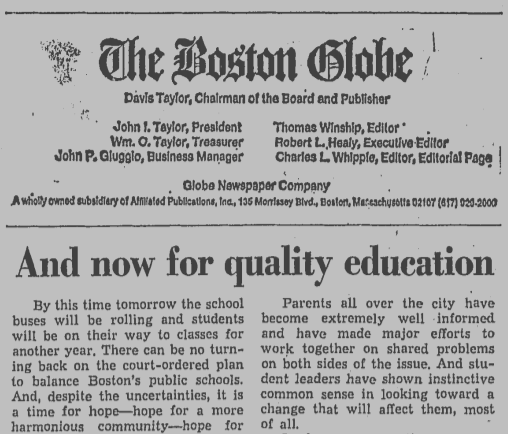 The Boston Globe
Davis Taylor, Chairman of the Board and Publisher
John I. Taylor, President
Wm. O. Taylor, Treasurer
John P. Giuggio, Business Manager
Thomas Winship, Editor
Robert L. Healy, Executive Editor
Charles L. Whipple, Editor, Editorial Page
Globe Newspaper Company
A wholly owned subsidiary of Affiliated Publications, Inc., 135 Morrissey Blvd., Boston, Massachusetts 02107 (617) 929-2000
And now for quality education
By this time tomorrow the school
buses will be rolling and students
will be on their way to classes for
another year. There can be no turn-
ing back on the court-ordered plan
to balance Boston's public schools.
And, despite the uncertainties, it is
a time for hope—hope for a more
harmonious community—hope for
Parents all over the city have
become extremely well informed
and have made major efforts to
work together on shared problems
on both sides of the issue. And stu-
dent leaders have shown instinctive
common sense in looking toward a
change that will affect them, most
of all.